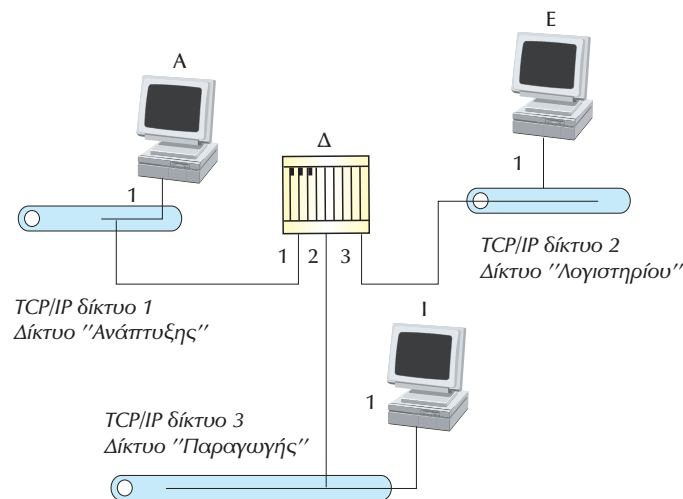 E
A
Δ
1
1
1 2 3
TCP/IP δίκτυο 2
Δίκτυο ''Λογιστηρίου''
TCP/IP δίκτυο 1
Δίκτυο ''Ανάπτυξης''
I
1
TCP/IP δίκτυο 3
Δίκτυο ''Παραγωγής''